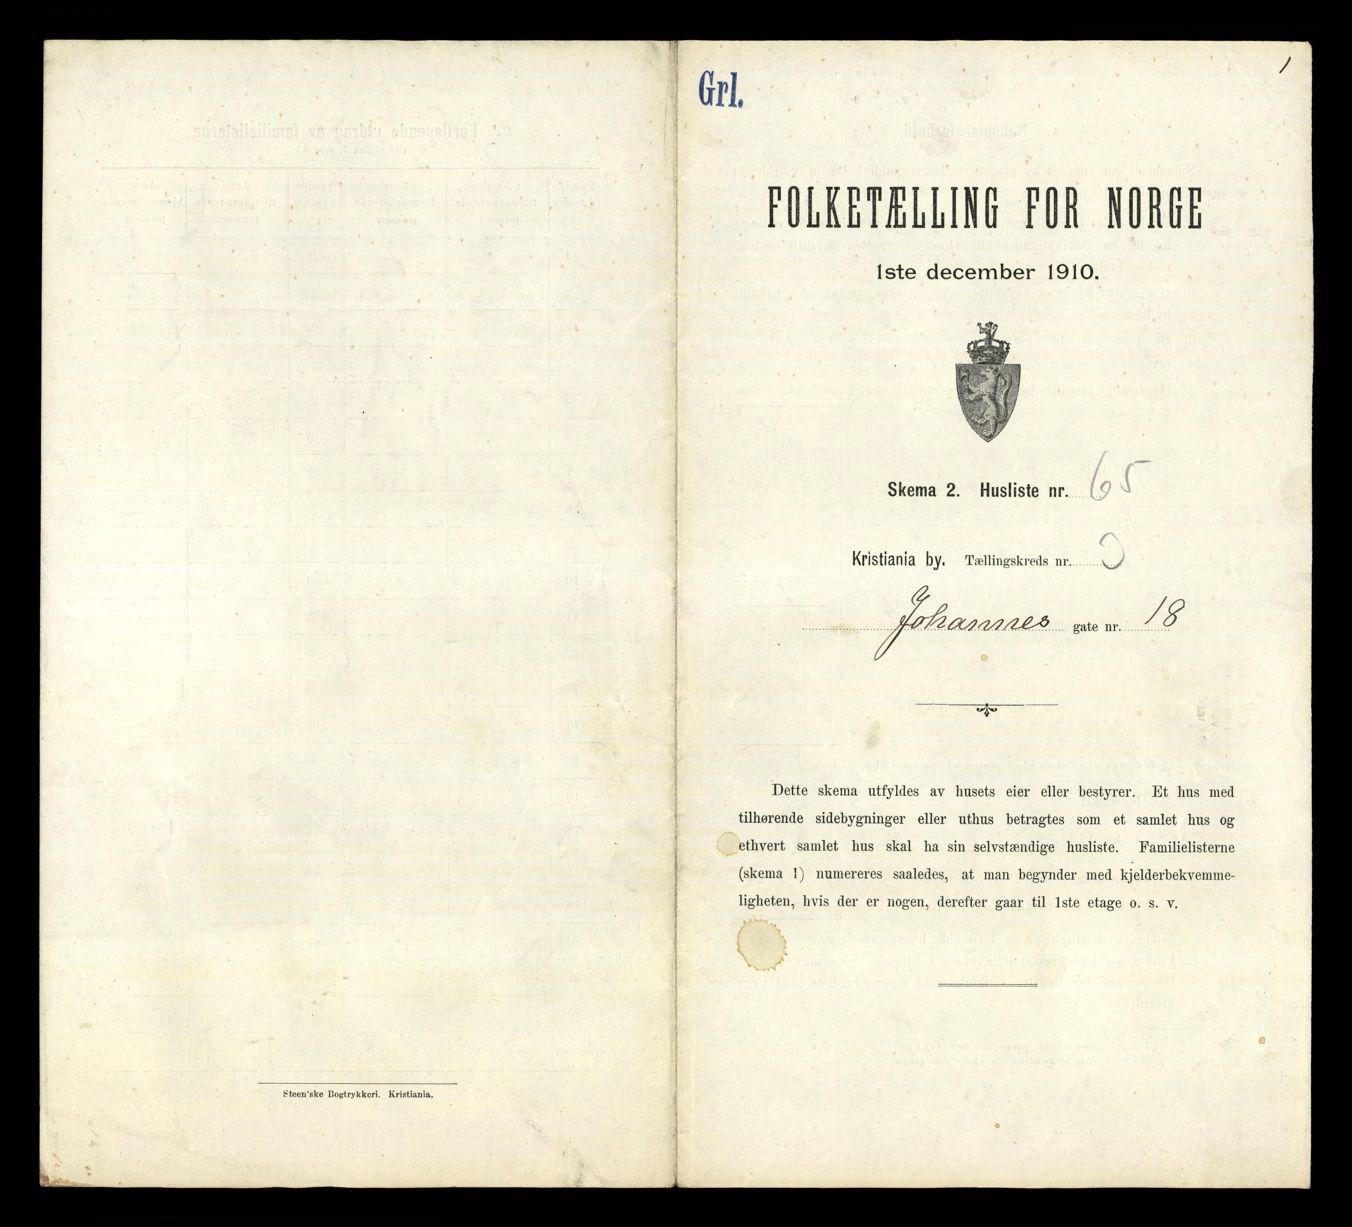 Steen'ske Bogtrykkeri. Kristiania.
1
Grl.
FOLKETÆLLING FOR NORGE
1ste december 1910.
Skema 2. Husliste nr. 65
Kristiania by. Tællingskreds nr.
Johannes gate nr. 18
Dette skema utfyldes av husets eier eller bestyrer. Et hus med
tilhørende sidebygninger eller uthus betragtes som et samlet hus og
ethvert samlet hus skal ha sin selvstændige husliste. Familielisterne
(skema 1) numereres saaledes, at man begynder med kjelderbekvemme-
ligheten, hvis der er nogen, derefter gaar til 1ste etage o. s. v.